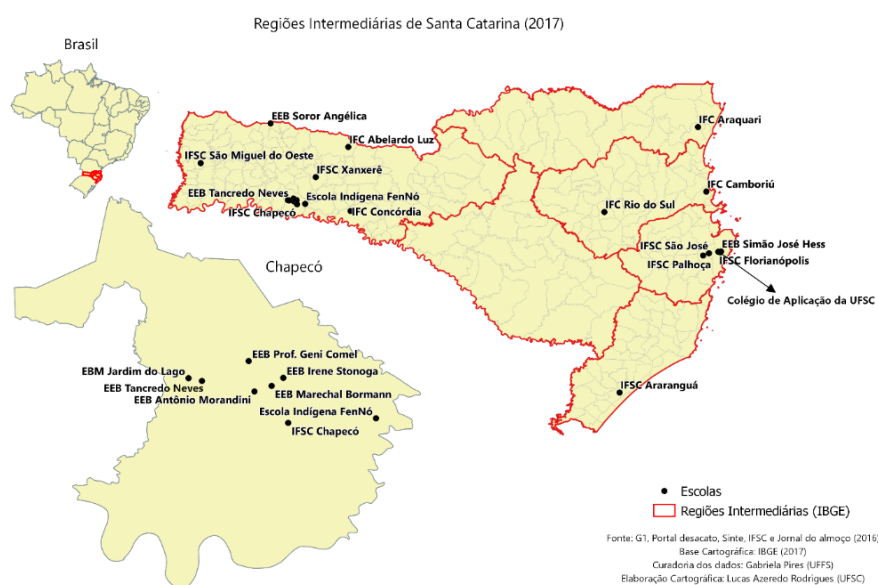 Regiões Intermediárias de Santa Catarina (2017)
Brasil
EEB Soror Angélica
IFC Abelardo Luz
IFC Araquari
IFSC São Miguel do Oeste
IFSC Xanxerê
IFC Camboriú
EEB Tancredo Neves
Escola Indígena FenNó
IFSC Chapecó
IFC Concórdia
IFC Rio do Sul
IFSC São José
EEB Simão José Hess
IFSC Palhoça
IFSC Florianópolis
Colégio de Aplicação da UFSC
IFSC Araranguá
Chapecó
EEB Prof. Geni Comel
EBM Jardim do Lago
EEB Irene Stonoga
EEB Tancredo Neves
EEB Marechal Bormann
EEB Antônio Morandini
Escola Indígena FenNó
IFSC Chapecó
Escolas
Regiões Intermediárias (IBGE)
Fonte: G1, Portal desacato, Sinte, IFSC e Jornal do almoço (2016)
Base Cartográfica: IBGE (2017)
Curadoria dos dados: Gabriela Pires (UFFS)
Elaboração Cartográfica: Lucas Azeredo Rodrigues (UFSC)